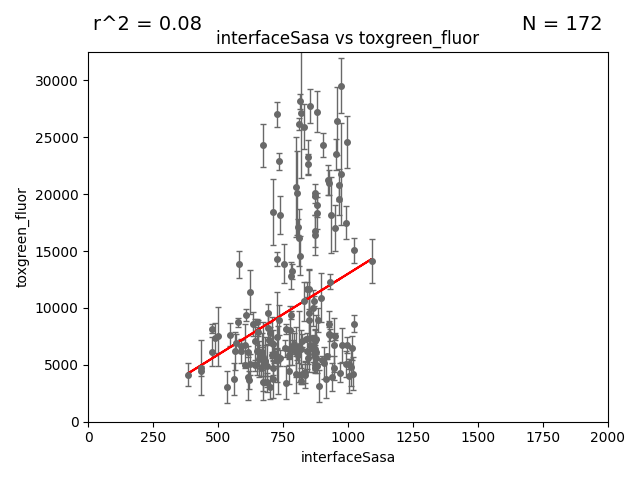 r^2 = 0.08
N = 172
interfaceSasa vs toxgreen_fluor
30000
25000
20000
15000
10000
5000
0
toxgreen_fluor
0 250 500 750 1000 1250 1500 1750 2000
interfaceSasa